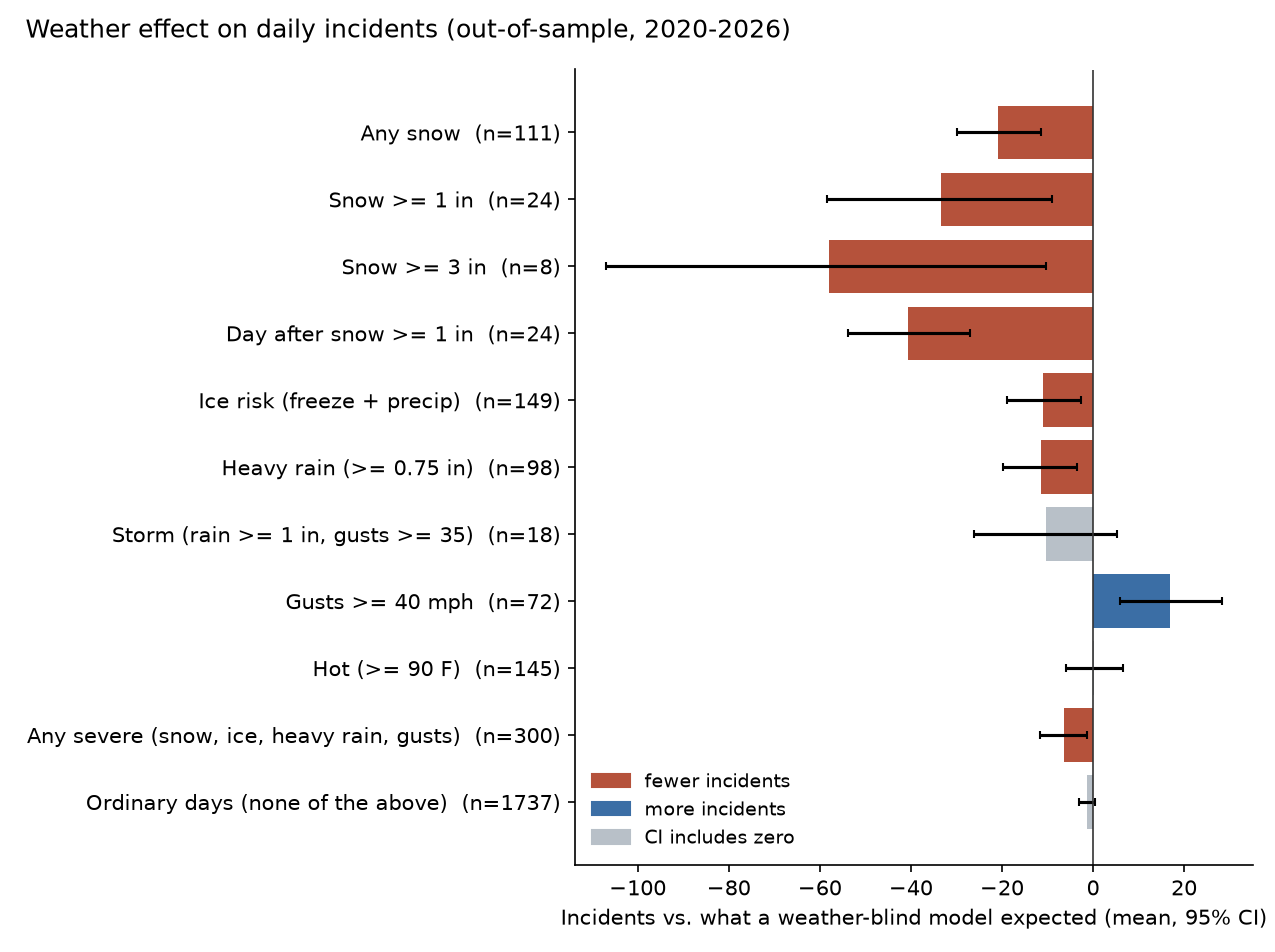 Weather effect on daily incidents (out-of-sample, 2020-2026)
Any snow (n=111)
Snow >= 1 in (n=24)
Snow >= 3 in (n=8)
Day after snow >= 1 in (n=24)
Ice risk (freeze + precip) (n=149)
Heavy rain (>= 0.75 in) (n=98)
Storm (rain >= 1 in, gusts >= 35) (n=18)
Gusts >= 40 mph (n=72)
Hot (>= 90 F) (n=145)
Any severe (snow, ice, heavy rain, gusts) (n=300)
Ordinary days (none of the above) (n=1737)
fewer incidents
more incidents
CI includes zero
−100 −80 −60 −40 −20 0 20
Incidents vs. what a weather-blind model expected (mean, 95% CI)